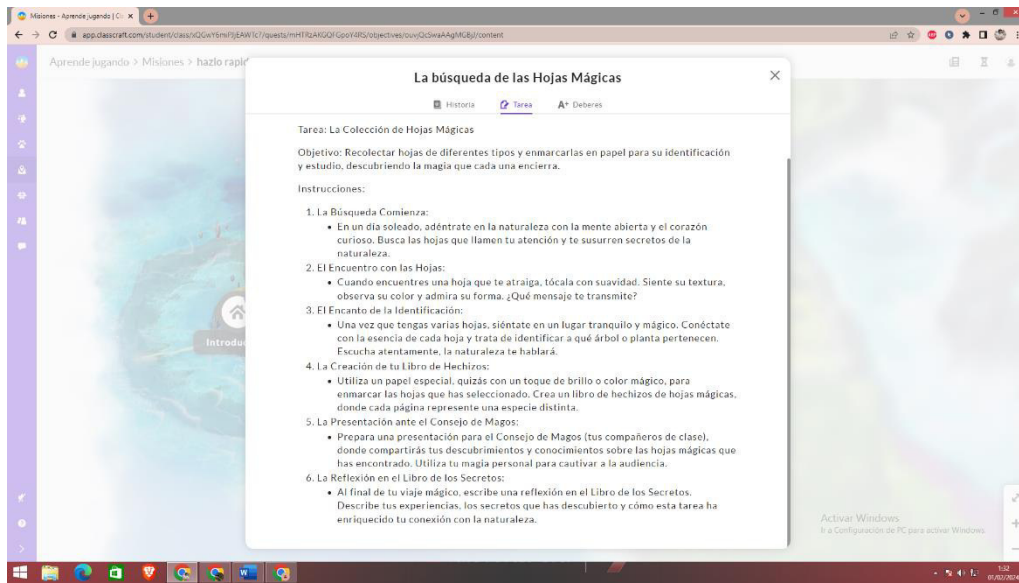 Misiones - Aprende jugando | C
app.classcraft.com/student/class/
Aprende jugando > Misiones > hazlo rapid
La búsqueda de las Hojas Mágicas
Historia Tarea A+ Deberes
Tarea: La Colección de Hojas Mágicas
Objetivo: Recolectar hojas de diferentes tipos y enmarcarlas en papel para su identificación
y estudio, descubriendo la magia que cada una encierra.
Instrucciones:
1. La Búsqueda Comienza:
• En un día soleado, adéntrate en la naturaleza con la mente abierta y el corazón
curioso. Busca las hojas que llamen tu atención y te susurren secretos de la
naturaleza.
2. El Encuentro con las Hojas:
• Cuando encuentres una hoja que te atraiga, tócala con suavidad. Siente su textura,
observa su color y admira su forma. ¿Qué mensaje te transmite?
3. El Encanto de la Identificación:
• Una vez que tengas varias hojas, siéntate en un lugar tranquilo y mágico. Conéctate
con la esencia de cada hoja y trata de identificar a qué árbol o planta pertenecen.
Escucha atentamente, la naturaleza te hablará.
4. La Creación de tu Libro de Hechizos:
• Utiliza un papel especial, quizás con un toque de brillo o color mágico, para
enmarcar las hojas que has seleccionado. Crea un libro de hechizos de hojas mágicas,
donde cada página represente una especie distinta.
5. La Presentación ante el Consejo de Magos:
• Prepara una presentación para el Consejo de Magos (tus compañeros de clase),
donde compartirás tus descubrimientos y conocimientos sobre las hojas mágicas que
has encontrado. Utiliza tu magia personal para cautivar a la audiencia.
6. La Reflexión en el Libro de los Secretos:
• Al final de tu viaje mágico, escribe una reflexión en el Libro de los Secretos.
Describe tus experiencias, los secretos que has descubierto y cómo esta tarea ha
enriquecido tu conexión con la naturaleza.
Introdu
Activar Windows
Ir a Configuración de PC para activar Windows.
1:32
01/02/2024